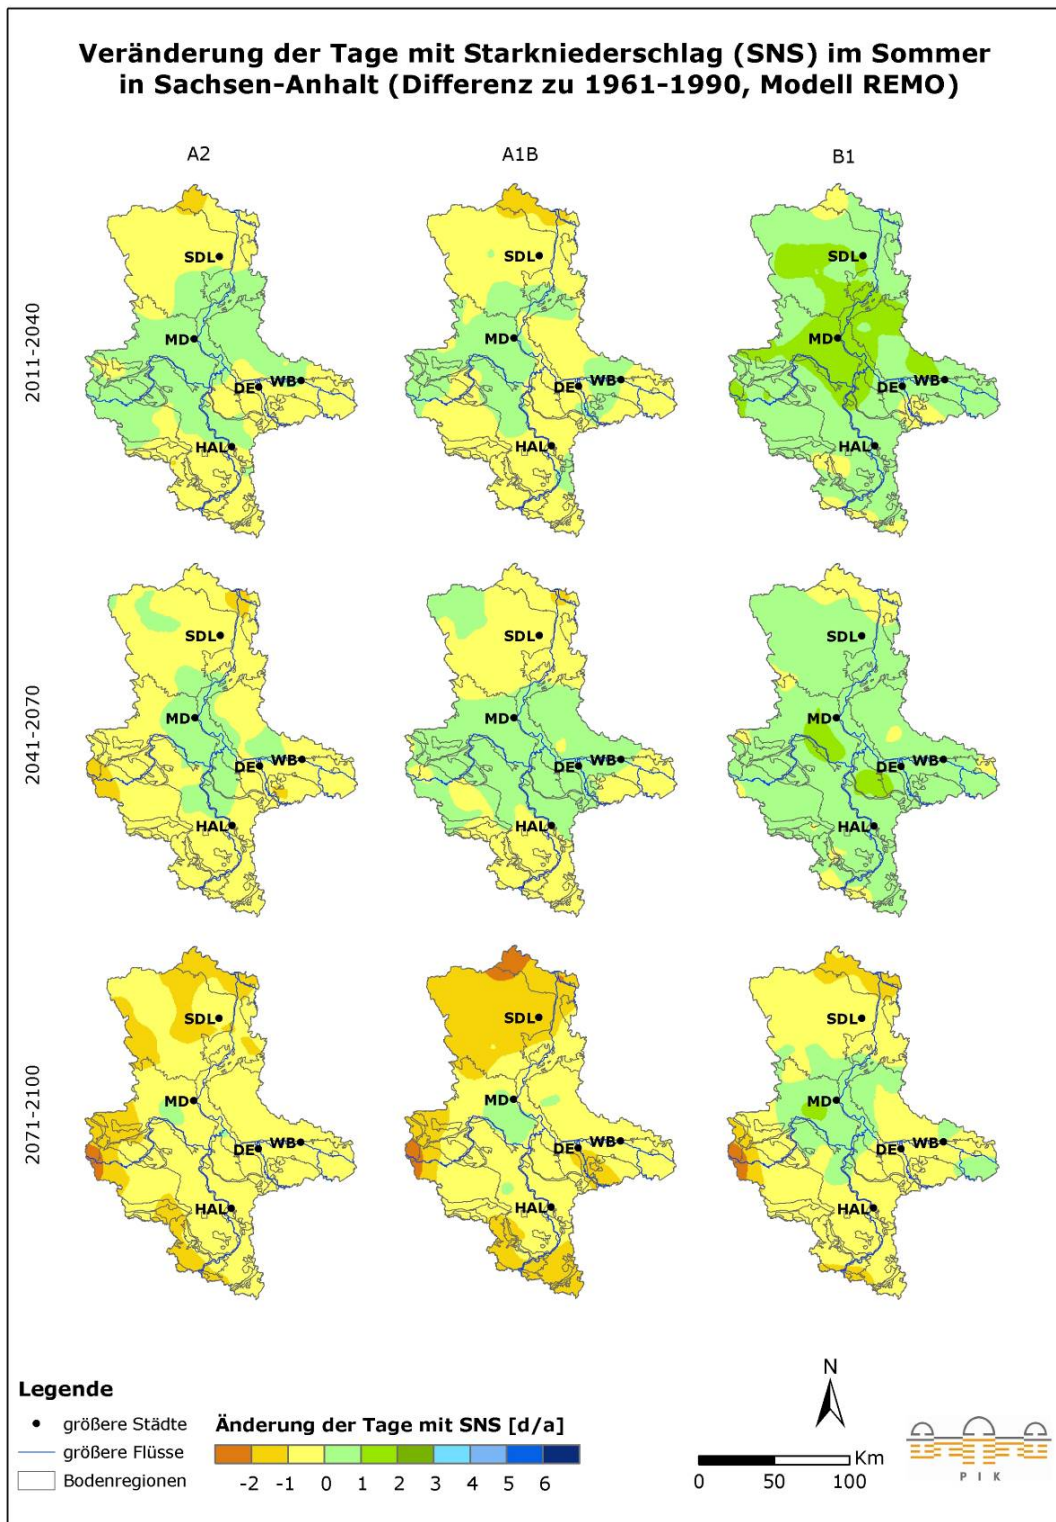 Veränderung der Tage mit Starkniederschlag (SNS) im Sommer
in Sachsen-Anhalt (Differenz zu 1961-1990, Modell REMO)
A2 A1B B1
2011-2040
SDL SDL SDL
MD MD MD
DE WB DE WB DE WB
HAL HAL HAL
2041-2070
SDL SDL SDL
MD MD MD
DE WB DE WB DE WB
HAL HAL HAL
2071-2100
SDL SDL SDL
MD MD MD
DE WB DE WB DE WB
HAL HAL HAL
Legende
größere Städte
größere Flüsse
Bodenregionen
Änderung der Tage mit SNS [d/a]
-2 -1 0 1 2 3 4 5 6
N
Km
0 50 100
P I K